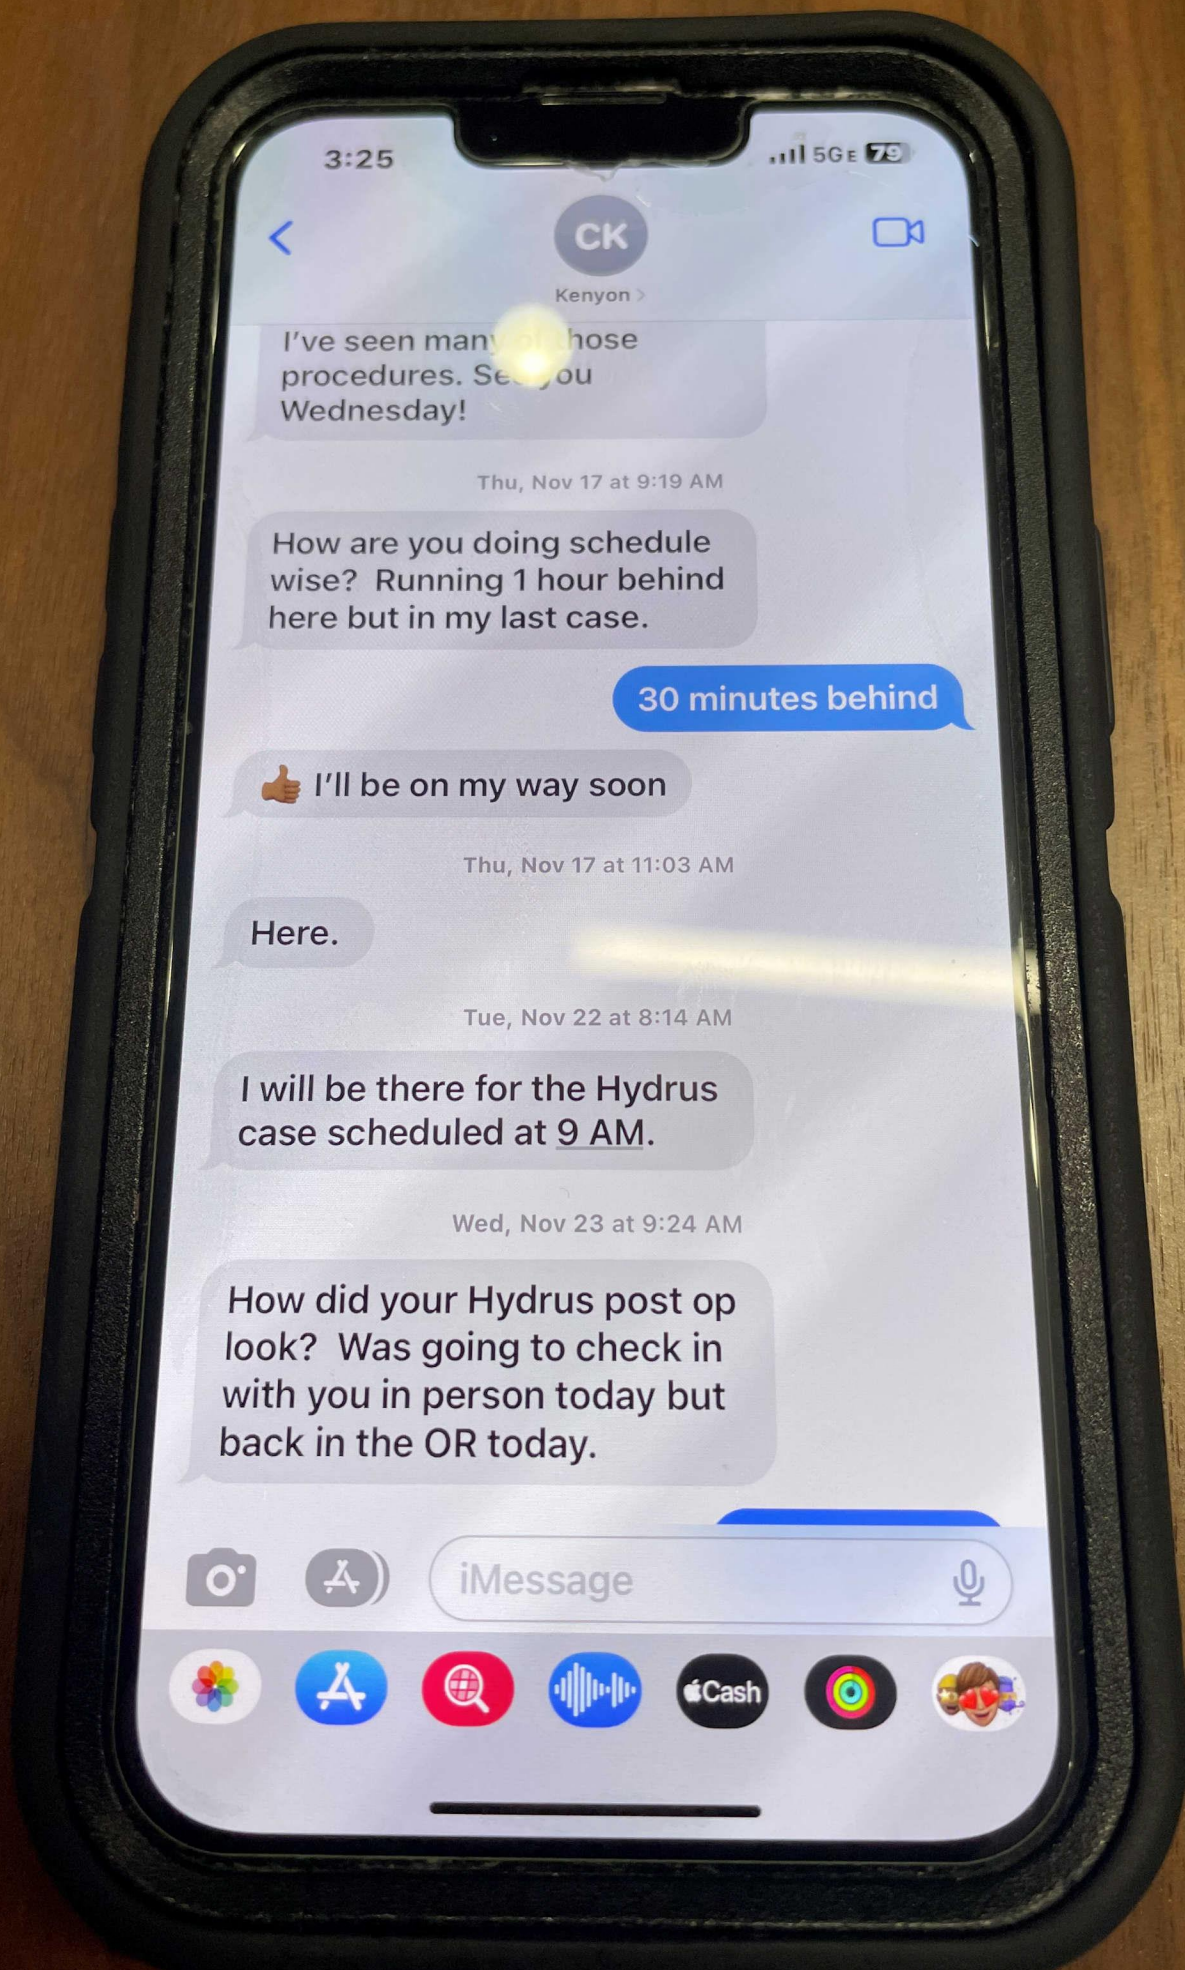 3:25
5GE 79
CK
Kenyon >
I've seen many of those
procedures. See you
Wednesday!
Thu, Nov 17 at 9:19 AM
How are you doing schedule
wise? Running 1 hour behind
here but in my last case.
30 minutes behind
👍🏽 I'll be on my way soon
Thu, Nov 17 at 11:03 AM
Here.
Tue, Nov 22 at 8:14 AM
I will be there for the Hydrus
case scheduled at 9 AM.
Wed, Nov 23 at 9:24 AM
How did your Hydrus post op
look? Was going to check in
with you in person today but
back in the OR today.
iMessage
Cash